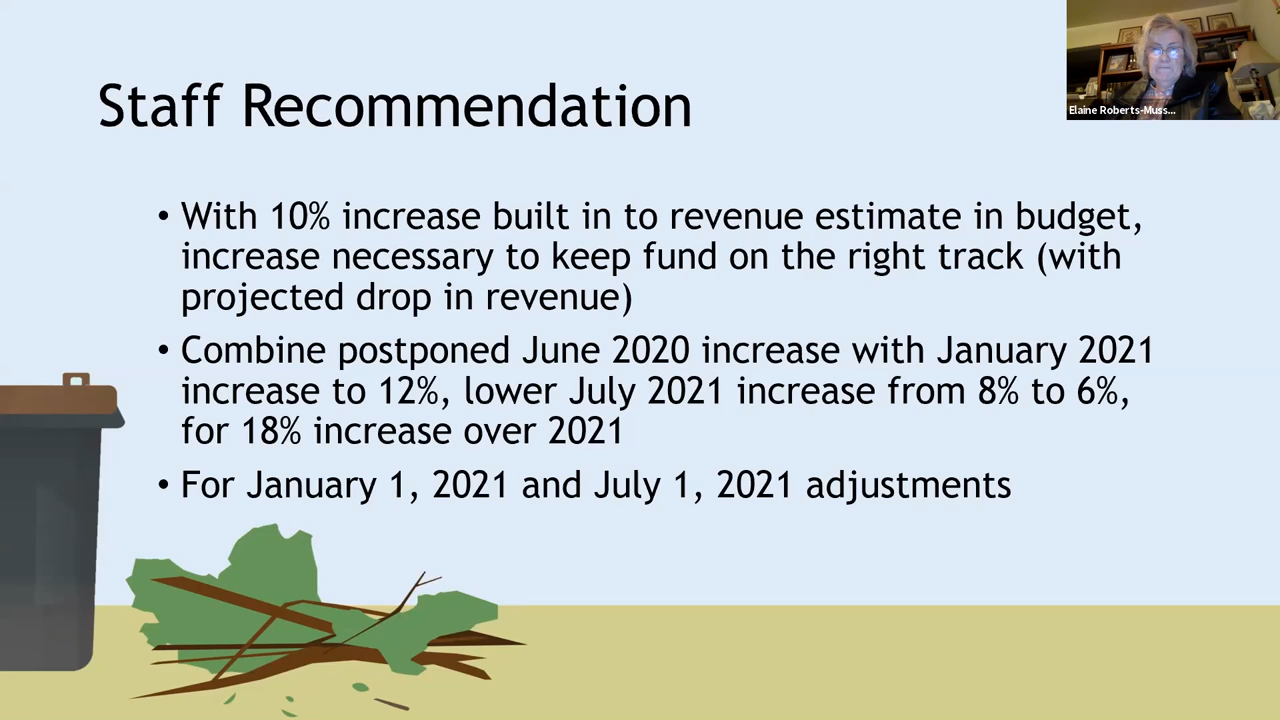 Elaine Roberts-Muss...
Staff Recommendation
• With 10% increase built in to revenue estimate in budget,
increase necessary to keep fund on the right track (with
projected drop in revenue)
• Combine postponed June 2020 increase with January 2021
increase to 12%, lower July 2021 increase from 8% to 6%,
for 18% increase over 2021
• For January 1, 2021 and July 1, 2021 adjustments